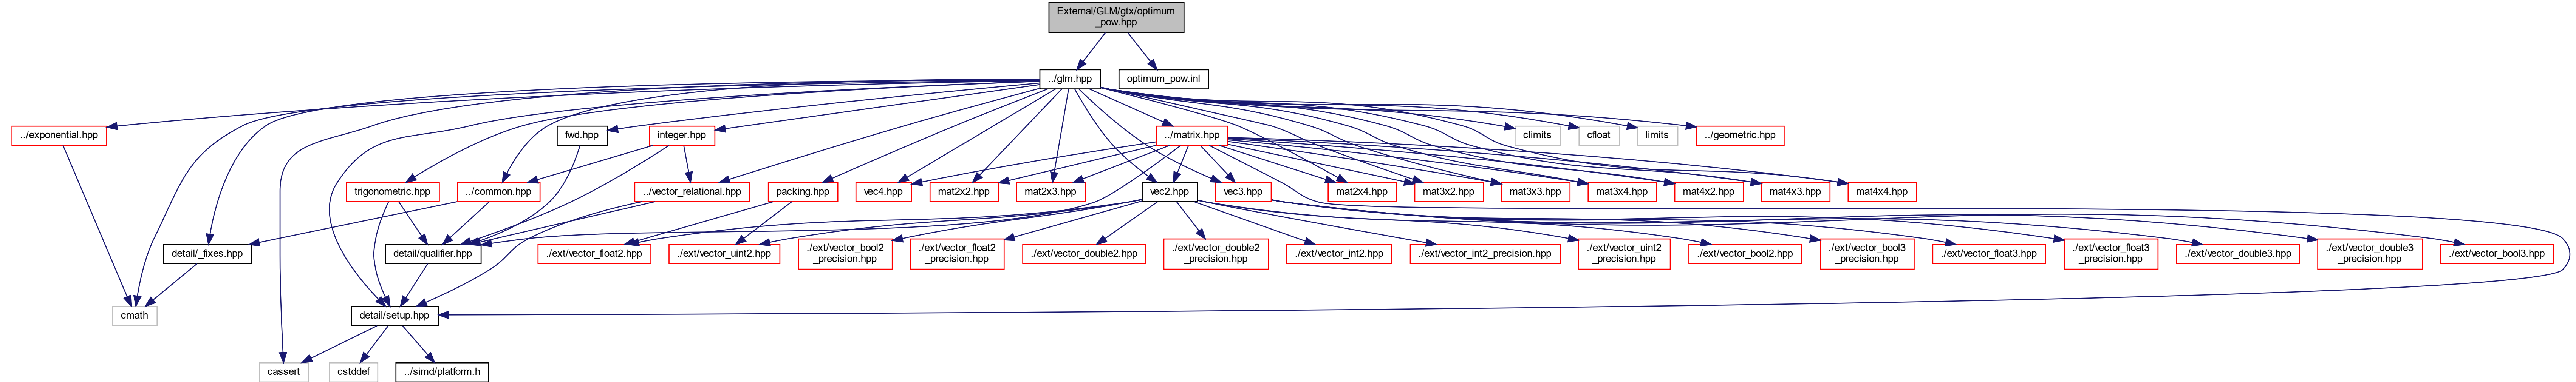 External/GLM/gtx/optimum
_pow.hpp
../glm.hpp
optimum_pow.inl
../exponential.hpp
fwd.hpp
integer.hpp
../matrix.hpp
climits
cfloat
limits
../geometric.hpp
trigonometric.hpp
../common.hpp
../vector_relational.hpp
packing.hpp
vec4.hpp
mat2x2.hpp
mat2x3.hpp
vec2.hpp
vec3.hpp
mat2x4.hpp
mat3x2.hpp
mat3x3.hpp
mat3x4.hpp
mat4x2.hpp
mat4x3.hpp
mat4x4.hpp
detail/_fixes.hpp
detail/qualifier.hpp
./ext/vector_float2.hpp
./ext/vector_uint2.hpp
./ext/vector_bool2
_precision.hpp
./ext/vector_float2
_precision.hpp
./ext/vector_double2.hpp
./ext/vector_double2
_precision.hpp
./ext/vector_int2.hpp
./ext/vector_int2_precision.hpp
./ext/vector_uint2
_precision.hpp
./ext/vector_bool2.hpp
./ext/vector_bool3
_precision.hpp
./ext/vector_float3.hpp
./ext/vector_float3
_precision.hpp
./ext/vector_double3.hpp
./ext/vector_double3
_precision.hpp
./ext/vector_bool3.hpp
cmath
detail/setup.hpp
cassert
cstddef
../simd/platform.h